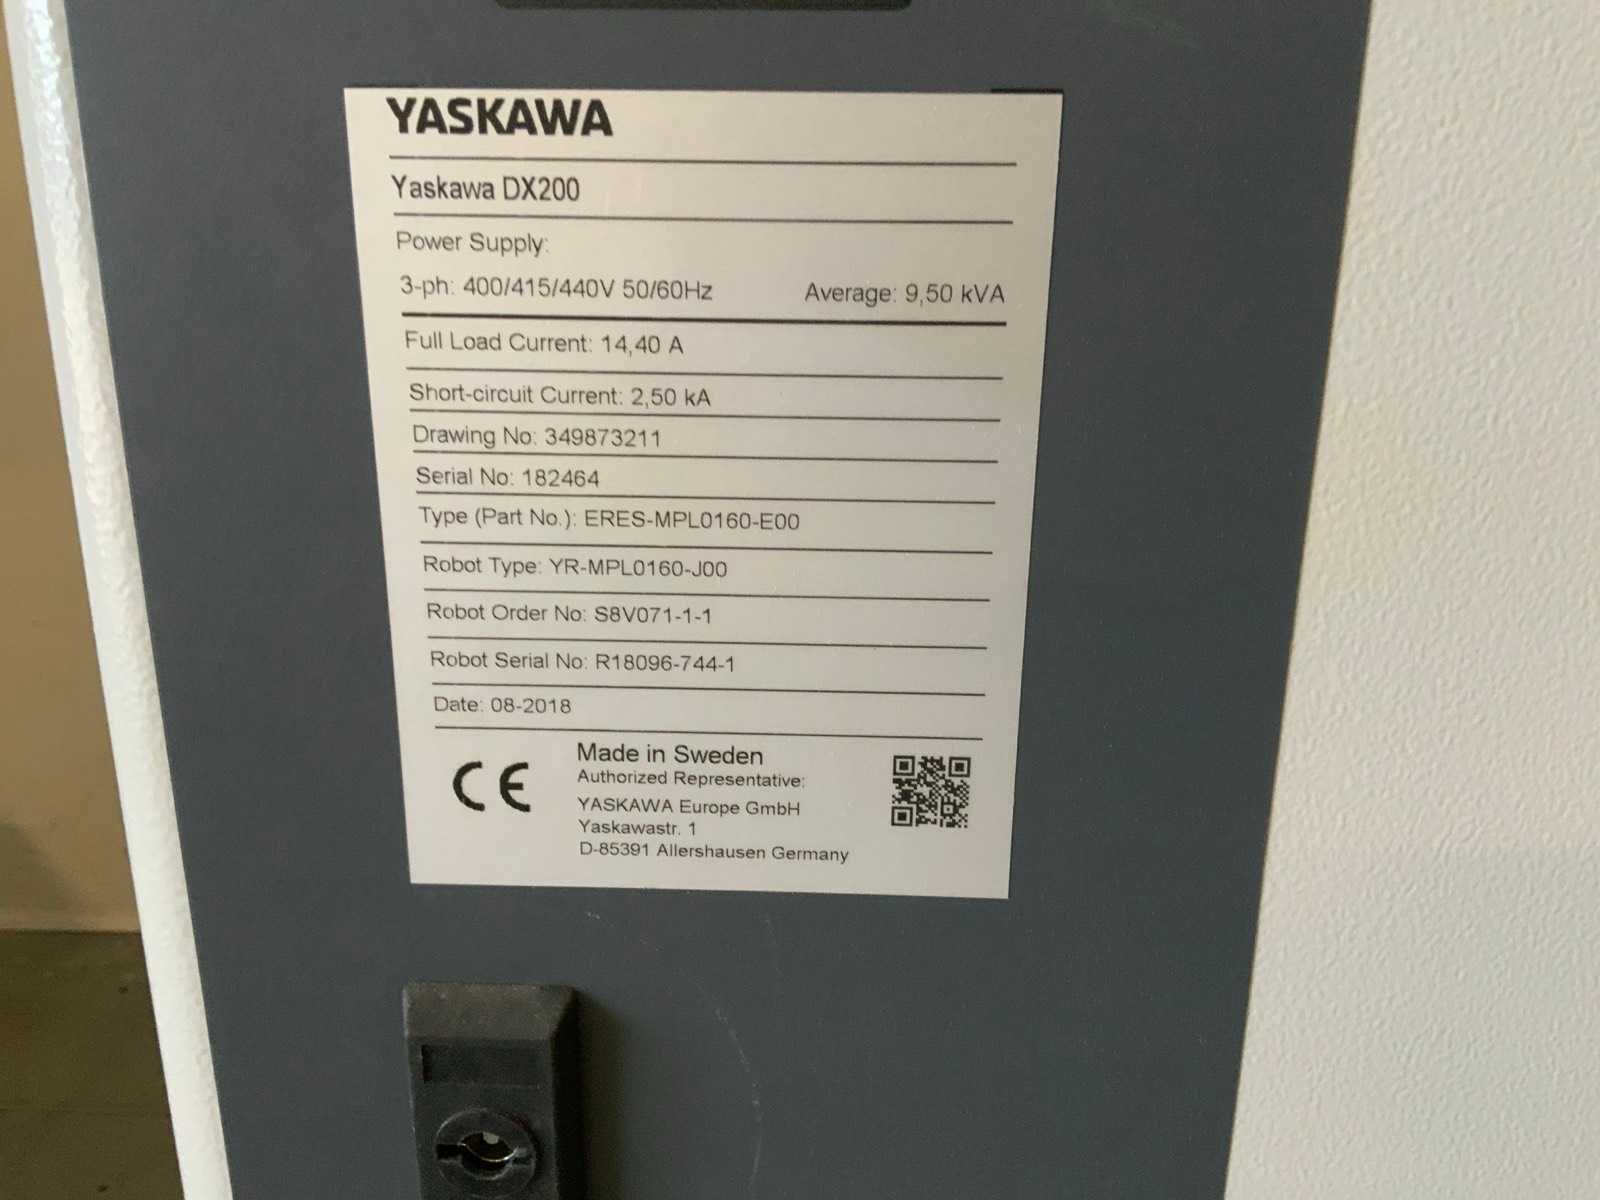 YASKAWA
Yaskawa DX200
Power Supply:
3-ph: 400/415/440V 50/60Hz Average: 9,50 kVA
Full Load Current: 14,40 A
Short-circuit Current: 2,50 kA
Drawing No: 349873211
Serial No: 182464
Type (Part No.): ERES-MPL0160-E00
Robot Type: YR-MPL0160-J00
Robot Order No: S8V071-1-1
Robot Serial No: R18096-744-1
Date: 08-2018
CE
Made in Sweden
Authorized Representative:
YASKAWA Europe GmbH
Yaskawastr. 1
D-85391 Allershausen Germany